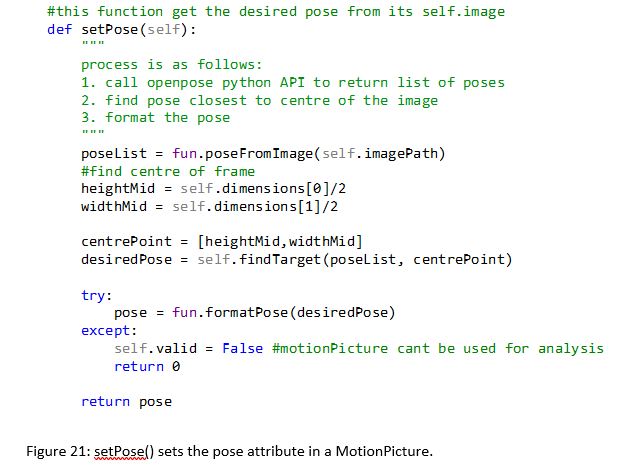 #this function get the desired pose from its self.image
def setPose(self):
"""
process is as follows:
1. call openpose python API to return list of poses
2. find pose closest to centre of the image
3. format the pose
"""
poseList = fun.poseFromImage(self.imagePath)
#find centre of frame
heightMid = self.dimensions[0]/2
widthMid = self.dimensions[1]/2
centrePoint = [heightMid,widthMid]
desiredPose = self.findTarget(poseList, centrePoint)
try:
pose = fun.formatPose(desiredPose)
except:
self.valid = False #motionPicture cant be used for analysis
return 0
return pose
Figure 21: setPose() sets the pose attribute in a MotionPicture.